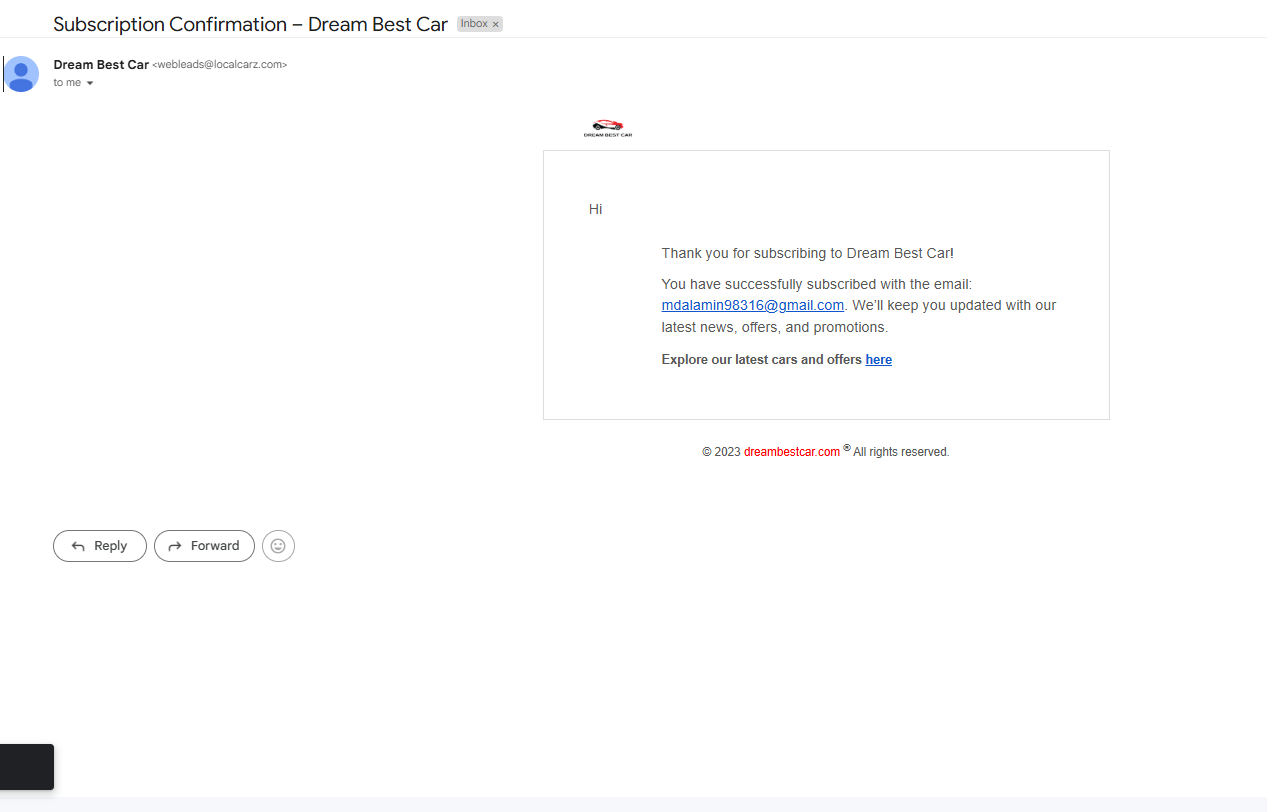 Subscription Confirmation – Dream Best Car Inbox ×
Dream Best Car <webleads@localcarz.com>
to me
DREAM BEST CAR
Hi
Thank you for subscribing to Dream Best Car!
You have successfully subscribed with the email:
mdalamin98316@gmail.com. We’ll keep you updated with our
latest news, offers, and promotions.
Explore our latest cars and offers here
© 2023 dreambestcar.com ® All rights reserved.
Reply Forward